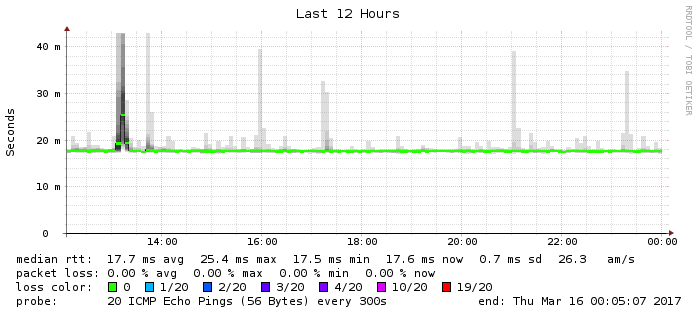 Last 12 Hours
RRDTOOL / TOBI OETIKER
Seconds
40 m
30 m
20 m
10 m
0
14:00 16:00 18:00 20:00 22:00 00:00
median rtt: 17.7 ms avg 25.4 ms max 17.5 ms min 17.6 ms now 0.7 ms sd 26.3 am/s
packet loss: 0.00 % avg 0.00 % max 0.00 % min 0.00 % now
loss color: 0 1/20 2/20 3/20 4/20 10/20 19/20
probe: 20 ICMP Echo Pings (56 Bytes) every 300s end: Thu Mar 16 00:05:07 2017